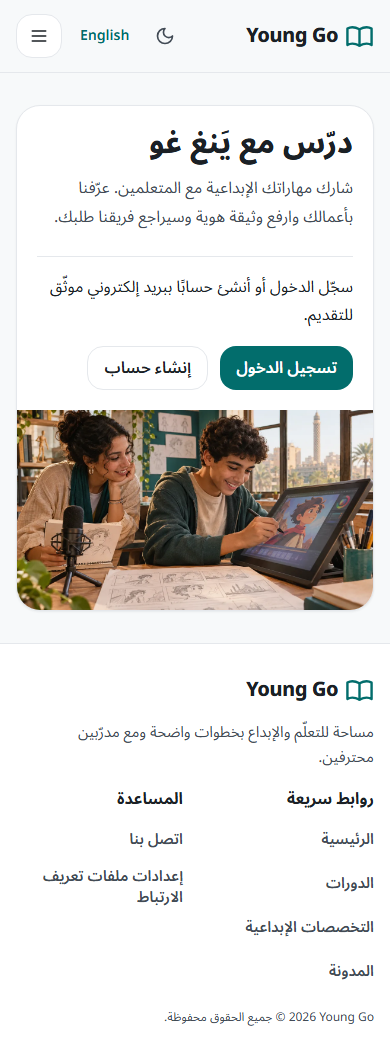 Young Go
English
درّس مع يَنغ غو
شارك مهاراتك الإبداعية مع المتعلمين. عرّفنا
بأعمالك وارفع وثيقة هوية وسيراجع فريقنا طلبك.
سجّل الدخول أو أنشئ حسابًا ببريد إلكتروني موثّق
للتقديم.
تسجيل الدخول
إنشاء حساب
Young Go
مساحة للتعلّم والإبداع بخطوات واضحة ومع مدرّبين
محترفين.
روابط سريعة
الرئيسية
الدورات
التخصصات الإبداعية
المدونة
المساعدة
اتصل بنا
إعدادات ملفات تعريف
الارتباط
Young Go 2026 © جميع الحقوق محفوظة.